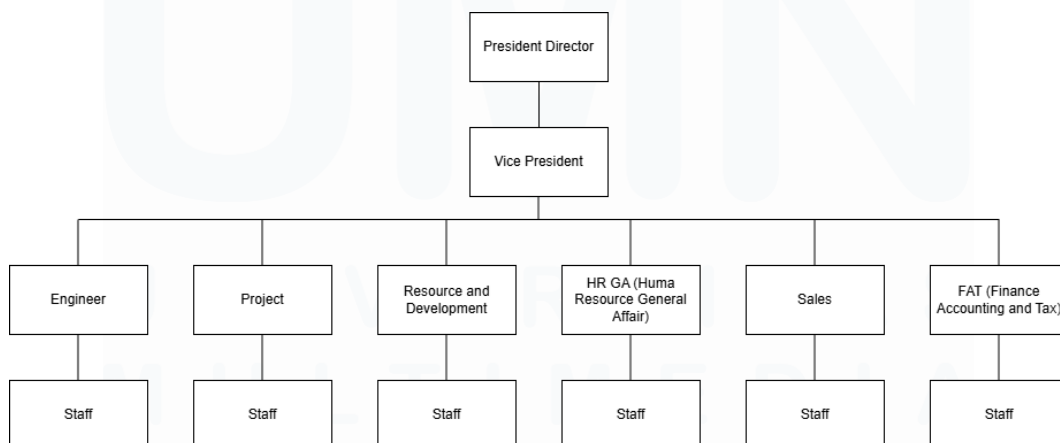 President Director
Vice President
Engineer
Project
Resource and
Development
HR GA (Huma
Resource General
Affair)
Sales
FAT (Finance
Accounting and Tax)
Staff
Staff
Staff
Staff
Staff
Staff